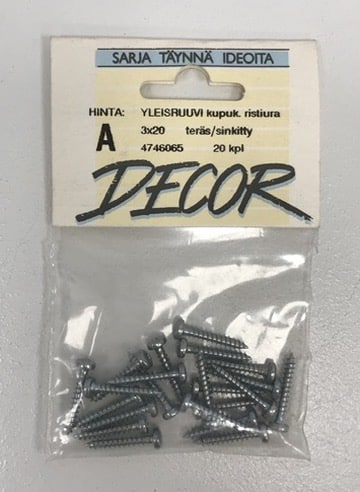 SARJA TÄYNNÄ IDEOITA
HINTA: YLEISRUUVI kupuk. ristiura
A 3x20 teräs/sinkitty
4746065 20 kpl
DECOR